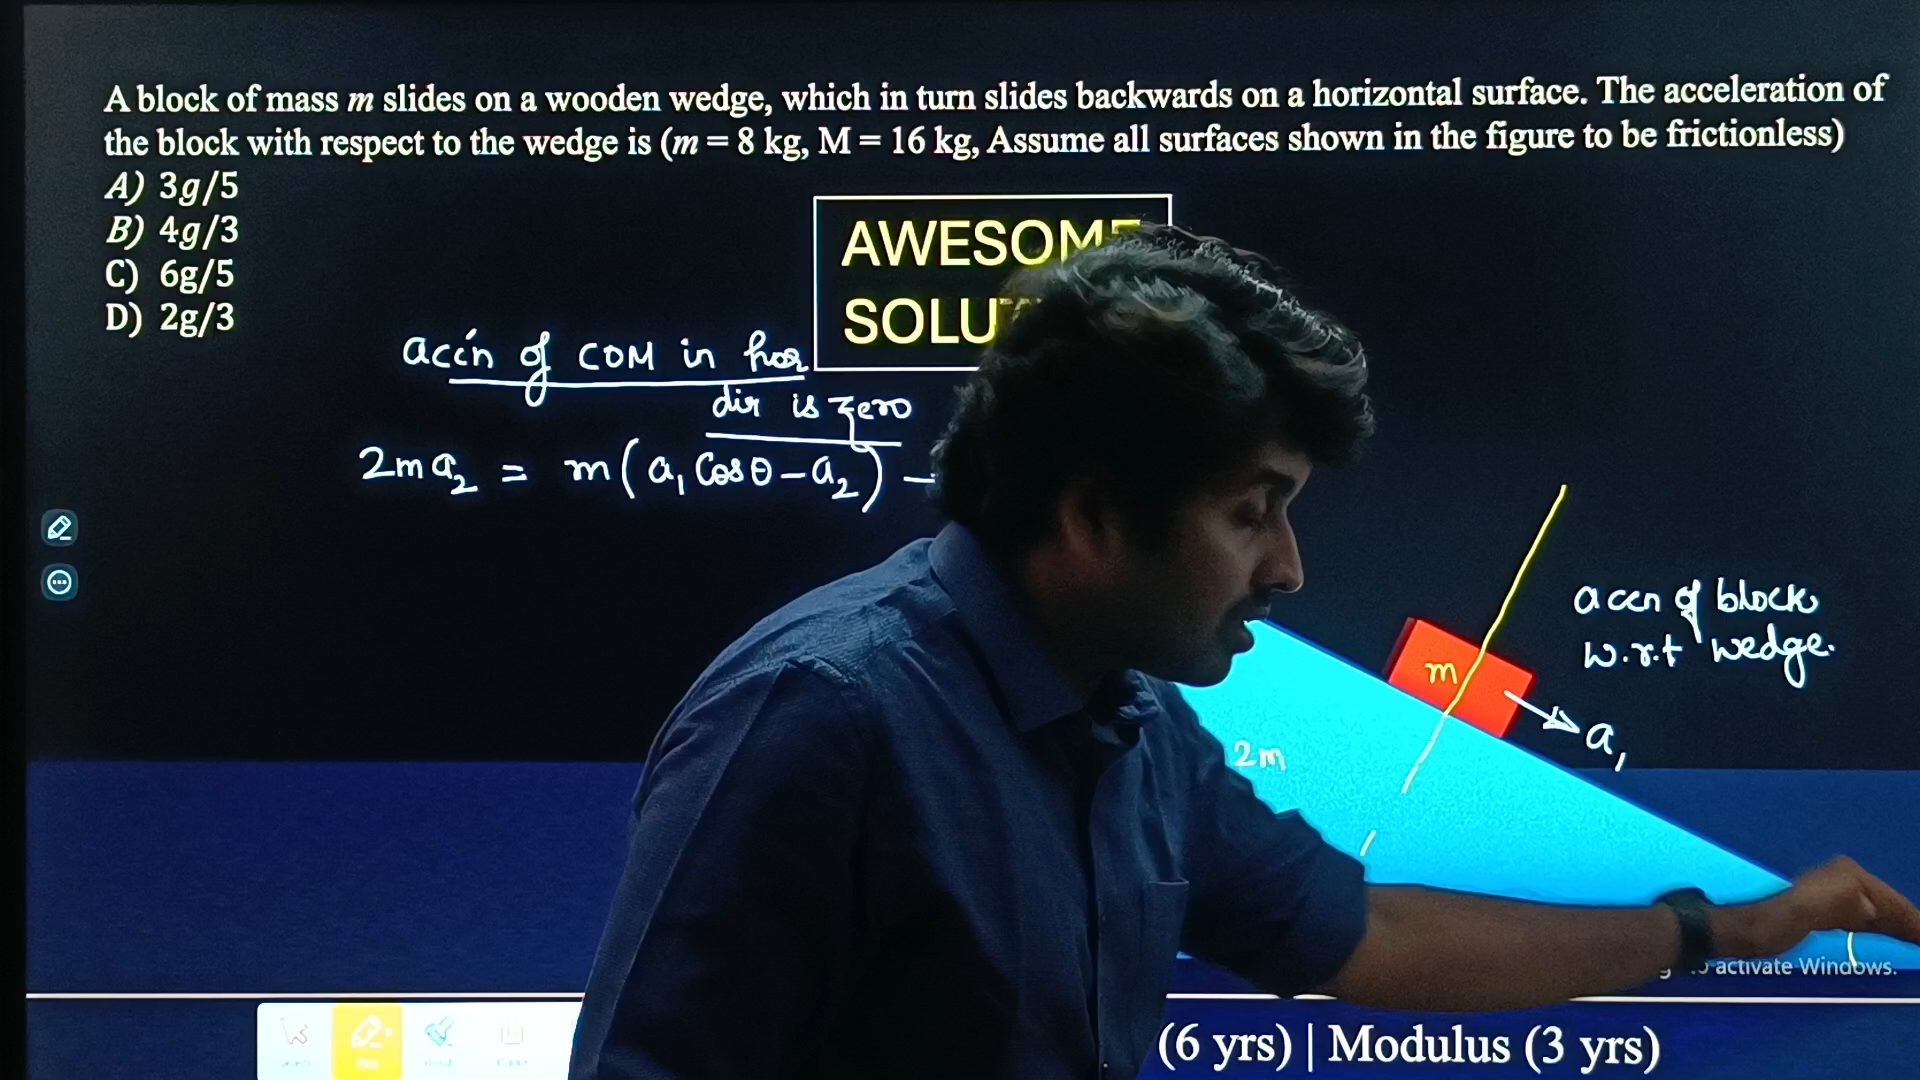 A block of mass m slides on a wooden wedge, which in turn slides backwards on a horizontal surface. The acceleration of
the block with respect to the wedge is (m = 8 kg, M = 16 kg, Assume all surfaces shown in the figure to be frictionless)
A) 3g/5
B) 4g/3
C) 6g/5
D) 2g/3
AWESOME
SOLU
accn of COM in hor
dir is zero
2ma₂ = m(a₁ Cosθ - a₂) -
accn of block
w.r.t wedge.
m
a₁
2m
activate Windows.
(6 yrs) | Modulus (3 yrs)